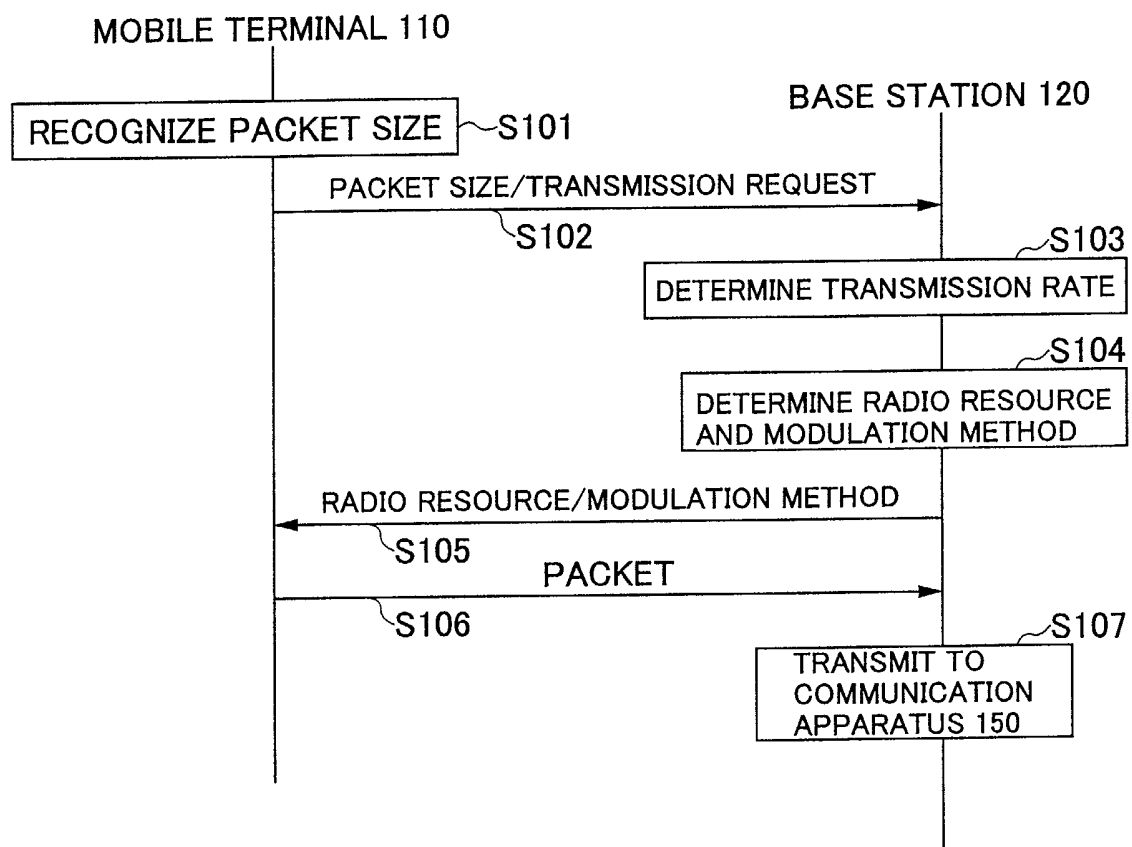 MOBILE TERMINAL 110
BASE STATION 120
RECOGNIZE PACKET SIZE
S101
PACKET SIZE/TRANSMISSION REQUEST
S102
S103
DETERMINE TRANSMISSION RATE
S104
DETERMINE RADIO RESOURCE
AND MODULATION METHOD
RADIO RESOURCE/MODULATION METHOD
S105
PACKET
S106
S107
TRANSMIT TO
COMMUNICATION
APPARATUS 150